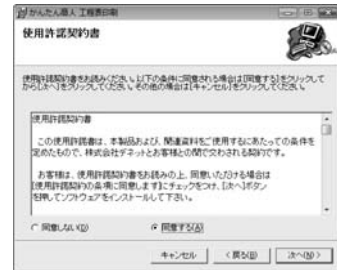 かんたん商人 工程表印刷
使用許諾契約書
使用許諾契約書をお読みください。以下の条件に同意される場合は[同意する]をクリックして
から[次へ]をクリックしてください。その他の場合は[キャンセル]をクリックしてください。
使用許諾契約書
この使用許諾書は、本製品および、関連資料をご使用するにあたっての条件を
定めたもので、株式会社デネットとお客様との間で交わされる契約です。
お客様は、使用許諾契約書をお読みの上、同意いただける場合は
[使用許諾契約の条項に同意します]にチェックをつけ、[次へ]ボタン
を押してソフトウェアをインストールして下さい。
同意しない(D)
同意する(A)
キャンセル
< 戻る(B)
次へ(N) >